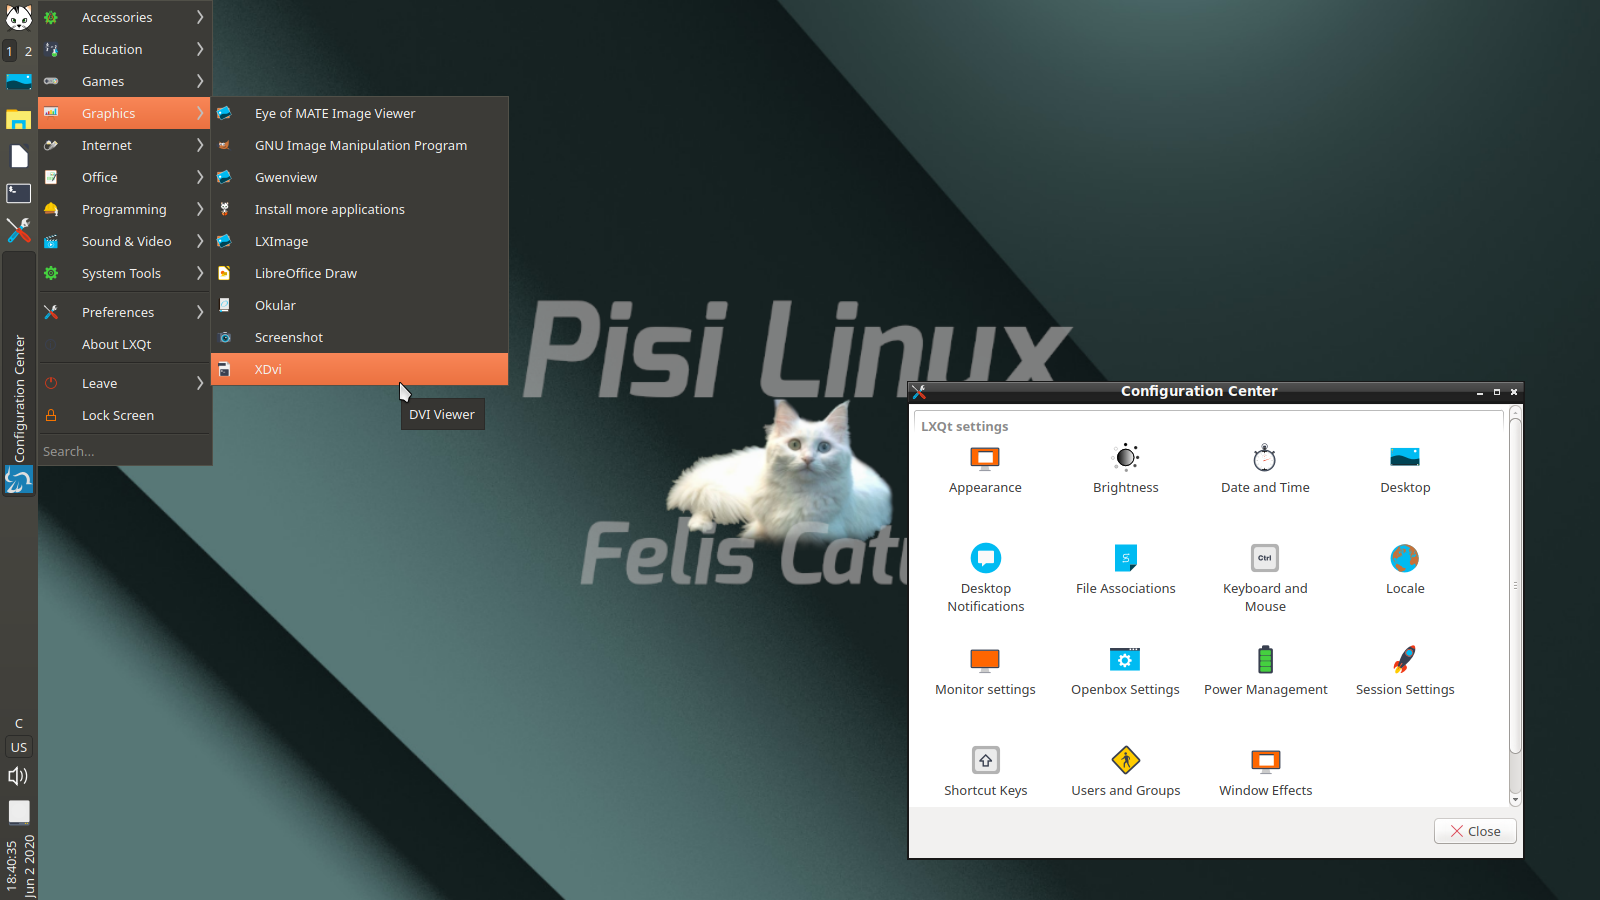 1 2
Configuration Center
C
US
18:40:35
Jun 2 2020
Accessories
Education
Games
Graphics
Internet
Office
Programming
Sound & Video
System Tools
Preferences
About LXQt
Leave
Lock Screen
Search...
Eye of MATE Image Viewer
GNU Image Manipulation Program
Gwenview
Install more applications
LXImage
LibreOffice Draw
Okular
Screenshot
XDvi
DVI Viewer
Pisi Linux
Felis Catu
Configuration Center
LXQt settings
Appearance
Brightness
Date and Time
Desktop
Desktop
Notifications
File Associations
Ctrl
Keyboard and
Mouse
Locale
Monitor settings
Openbox Settings
Power Management
Session Settings
Shortcut Keys
Users and Groups
Window Effects
Close